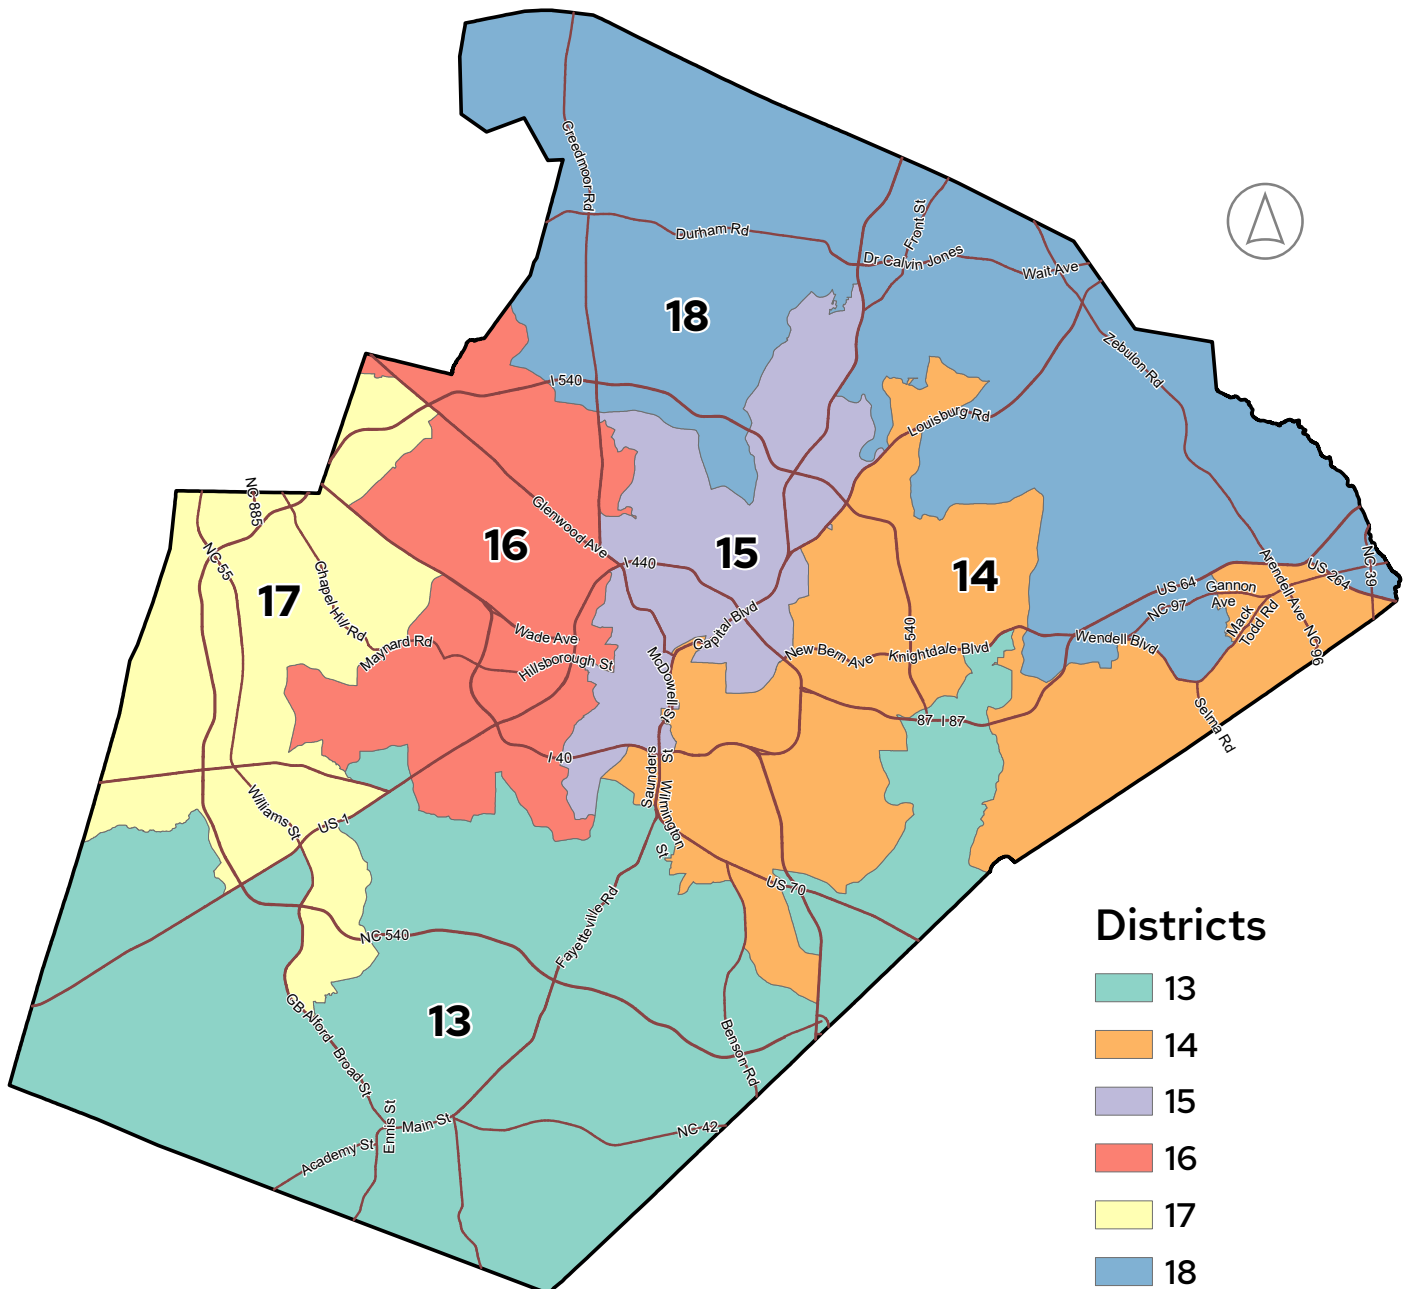 Creedmoor Rd
Durham Rd
Front St
Dr Calvin Jones
Wait Ave
18
Zebulon Rd
I 540
Louisburg Rd
NC 885
NC 55
Glenwood Ave
16
I 440
15
14
17
Chapel Hill Rd
Maynard Rd
Wade Ave
Hillsborough St
Capital Blvd
McDowell St
New Bern Ave
Knightdale Blvd
540
Wendell Blvd
US 64
NC 97
Gannon
Ave
Mack
Todd Rd
Arendell Ave
US 264
NC 39
NC 96
Selma Rd
87
I 87
I 40
Saunders
St
Wilmington
St
Williams St
US 1
US 70
Fayetteville Rd
NC 540
13
GB Alford
Broad St
Benson Rd
Ennis St
Main St
Academy St
NC 42
Districts
13
14
15
16
17
18